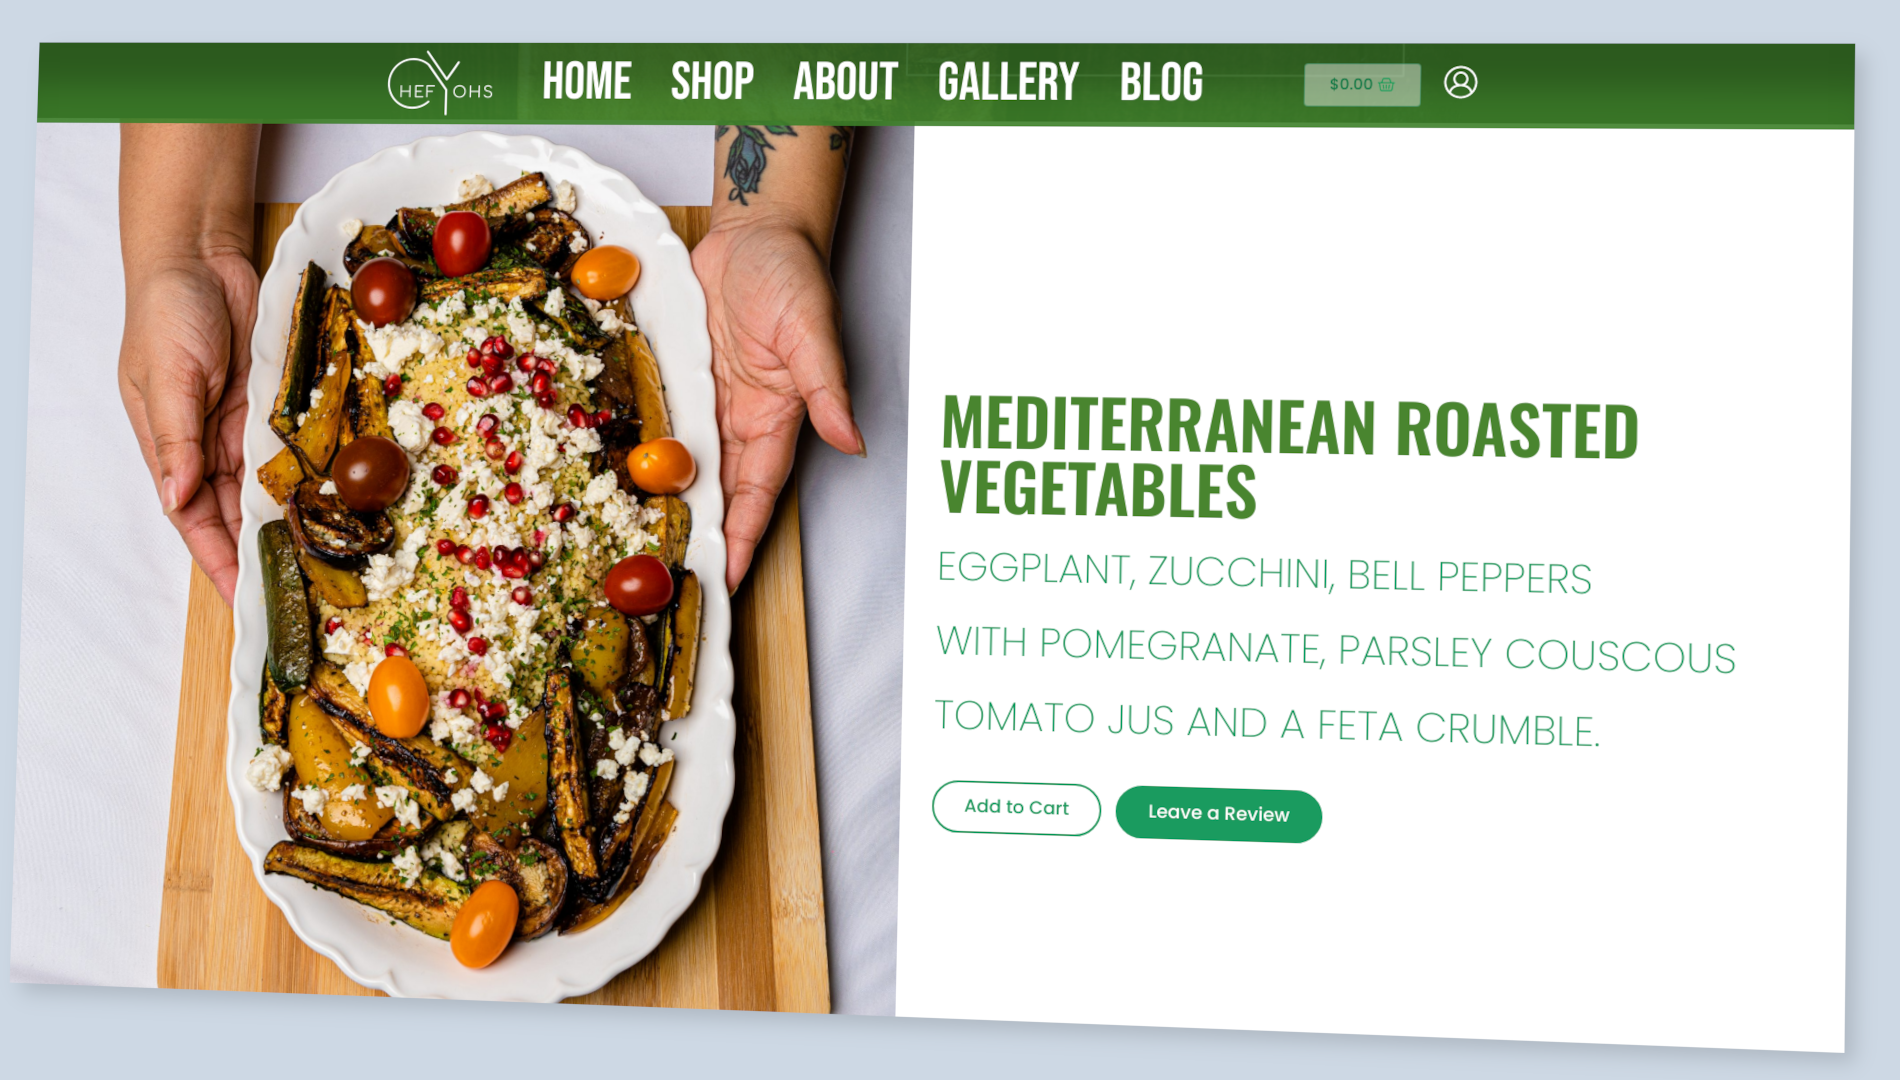 CHEF YOHS
HOME SHOP ABOUT GALLERY BLOG
$0.00
MEDITERRANEAN ROASTED
VEGETABLES
EGGPLANT, ZUCCHINI, BELL PEPPERS
WITH POMEGRANATE, PARSLEY COUSCOUS
TOMATO JUS AND A FETA CRUMBLE.
Add to Cart
Leave a Review